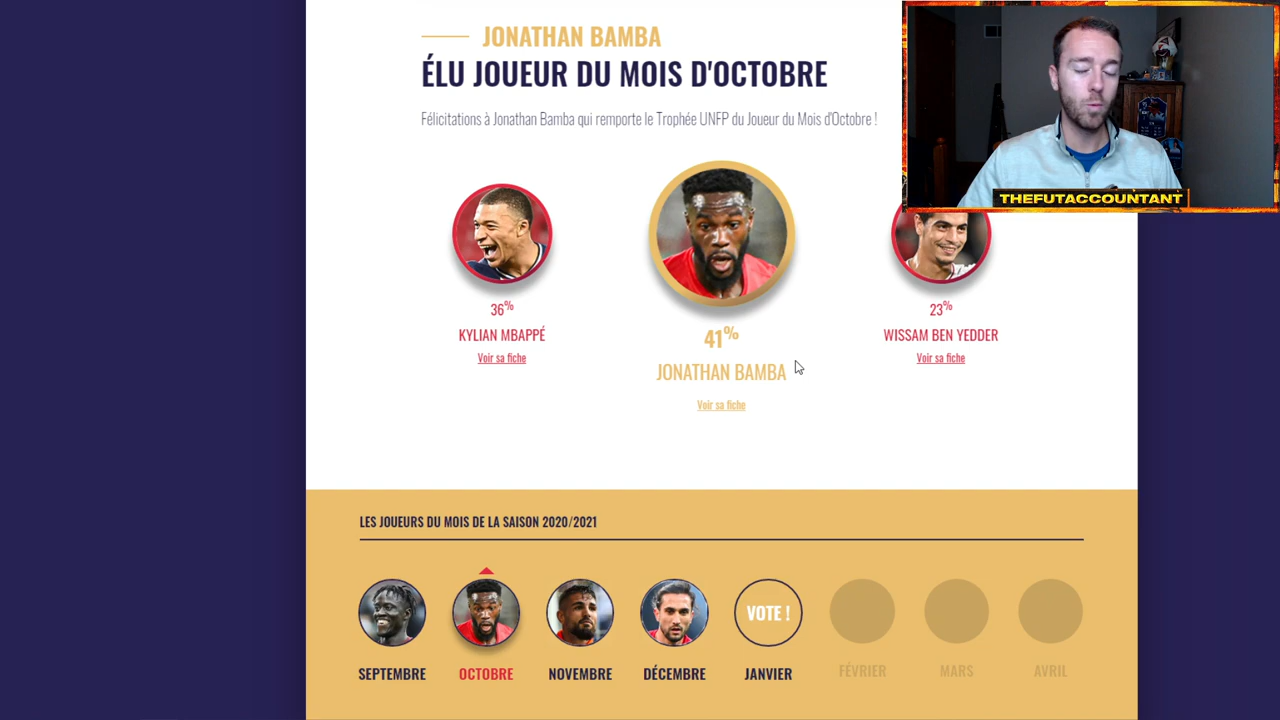 JONATHAN BAMBA
ÉLU JOUEUR DU MOIS D'OCTOBRE
Félicitations à Jonathan Bamba qui remporte le Trophée UNFP du Joueur du Mois d'Octobre !
THEFUTACCOUNTANT
36%
KYLIAN MBAPPÉ
Voir sa fiche
41%
JONATHAN BAMBA
Voir sa fiche
23%
WISSAM BEN YEDDER
Voir sa fiche
LES JOUEURS DU MOIS DE LA SAISON 2020/2021
VOTE !
SEPTEMBRE OCTOBRE NOVEMBRE DÉCEMBRE JANVIER FÉVRIER MARS AVRIL